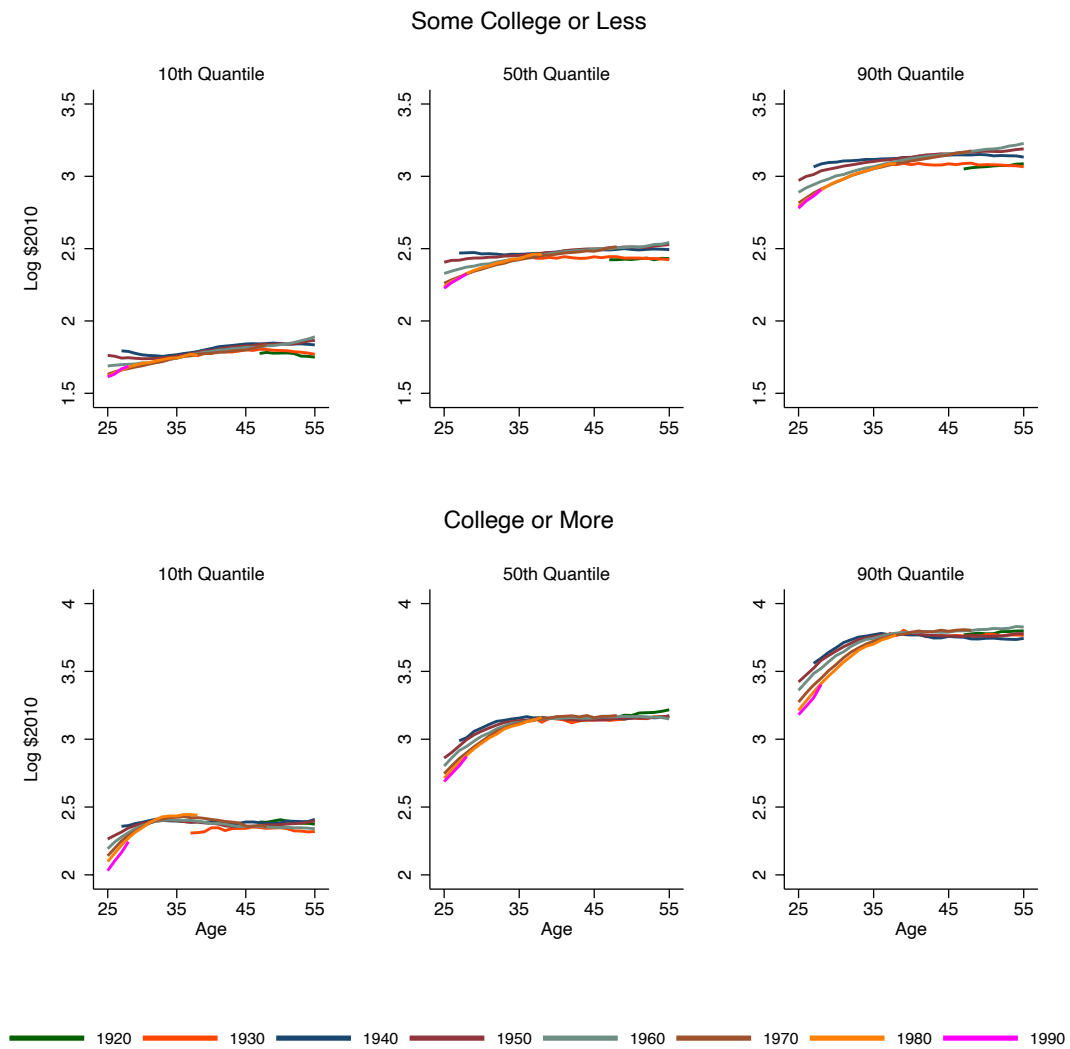 Some College or Less
10th Quantile
50th Quantile
90th Quantile
Log $2010
3.5
3
2.5
2
1.5
25 35 45 55
3.5
3
2.5
2
1.5
25 35 45 55
3.5
3
2.5
2
1.5
25 35 45 55
College or More
10th Quantile
50th Quantile
90th Quantile
Log $2010
4
3.5
3
2.5
2
25 35 45 55
Age
4
3.5
3
2.5
2
25 35 45 55
Age
4
3.5
3
2.5
2
25 35 45 55
Age
1920 1930 1940 1950 1960 1970 1980 1990